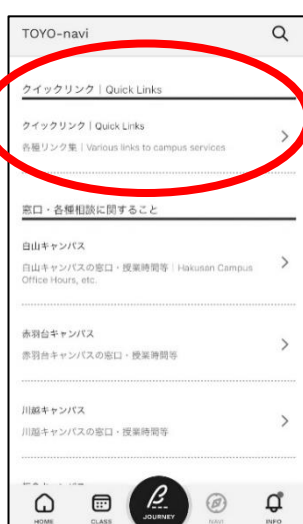 TOYO-navi
クイックリンク｜Quick Links
クイックリンク｜Quick Links
各種リンク集｜Various links to campus services
窓口・各種相談に関すること
白山キャンパス
白山キャンパスの窓口・授業時間等｜Hakusan Campus
Office Hours, etc.
赤羽台キャンパス
赤羽台キャンパスの窓口・授業時間等
川越キャンパス
川越キャンパスの窓口・授業時間等
HOME CLASS JOURNEY NAVI INFO